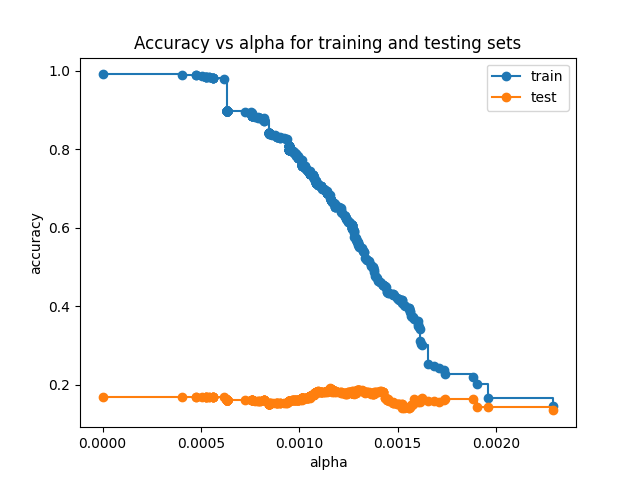 Accuracy vs alpha for training and testing sets
train
test
1.0
0.8
0.6
0.4
0.2
accuracy
0.0000
0.0005
0.0010
0.0015
0.0020
alpha